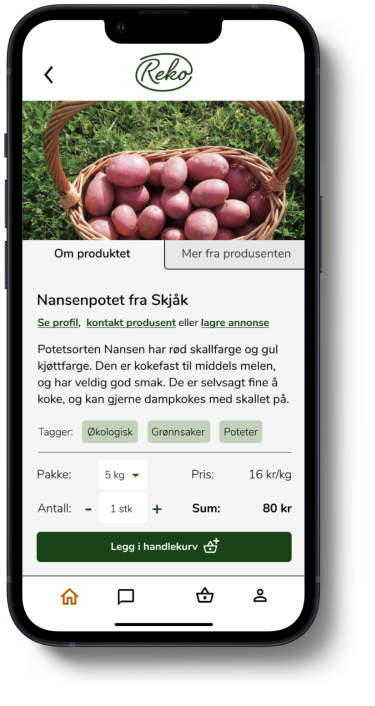 Reko
Om produktet
Mer fra produsenten
Nansenpotet fra Skjåk
Se profil, kontakt produsent eller lagre annonse
Potetsorten Nansen har rød skallfarge og gul
kjøttfarge. Den er kokefast til middels melen,
og har veldig god smak. De er selvsagt fine å
koke, og kan gjerne dampkokes med skallet på.
Tagger: Økologisk Grønnsaker Poteter
Pakke: 5 kg Pris: 16 kr/kg
Antall: - 1 stk + Sum: 80 kr
Legg i handlekurv